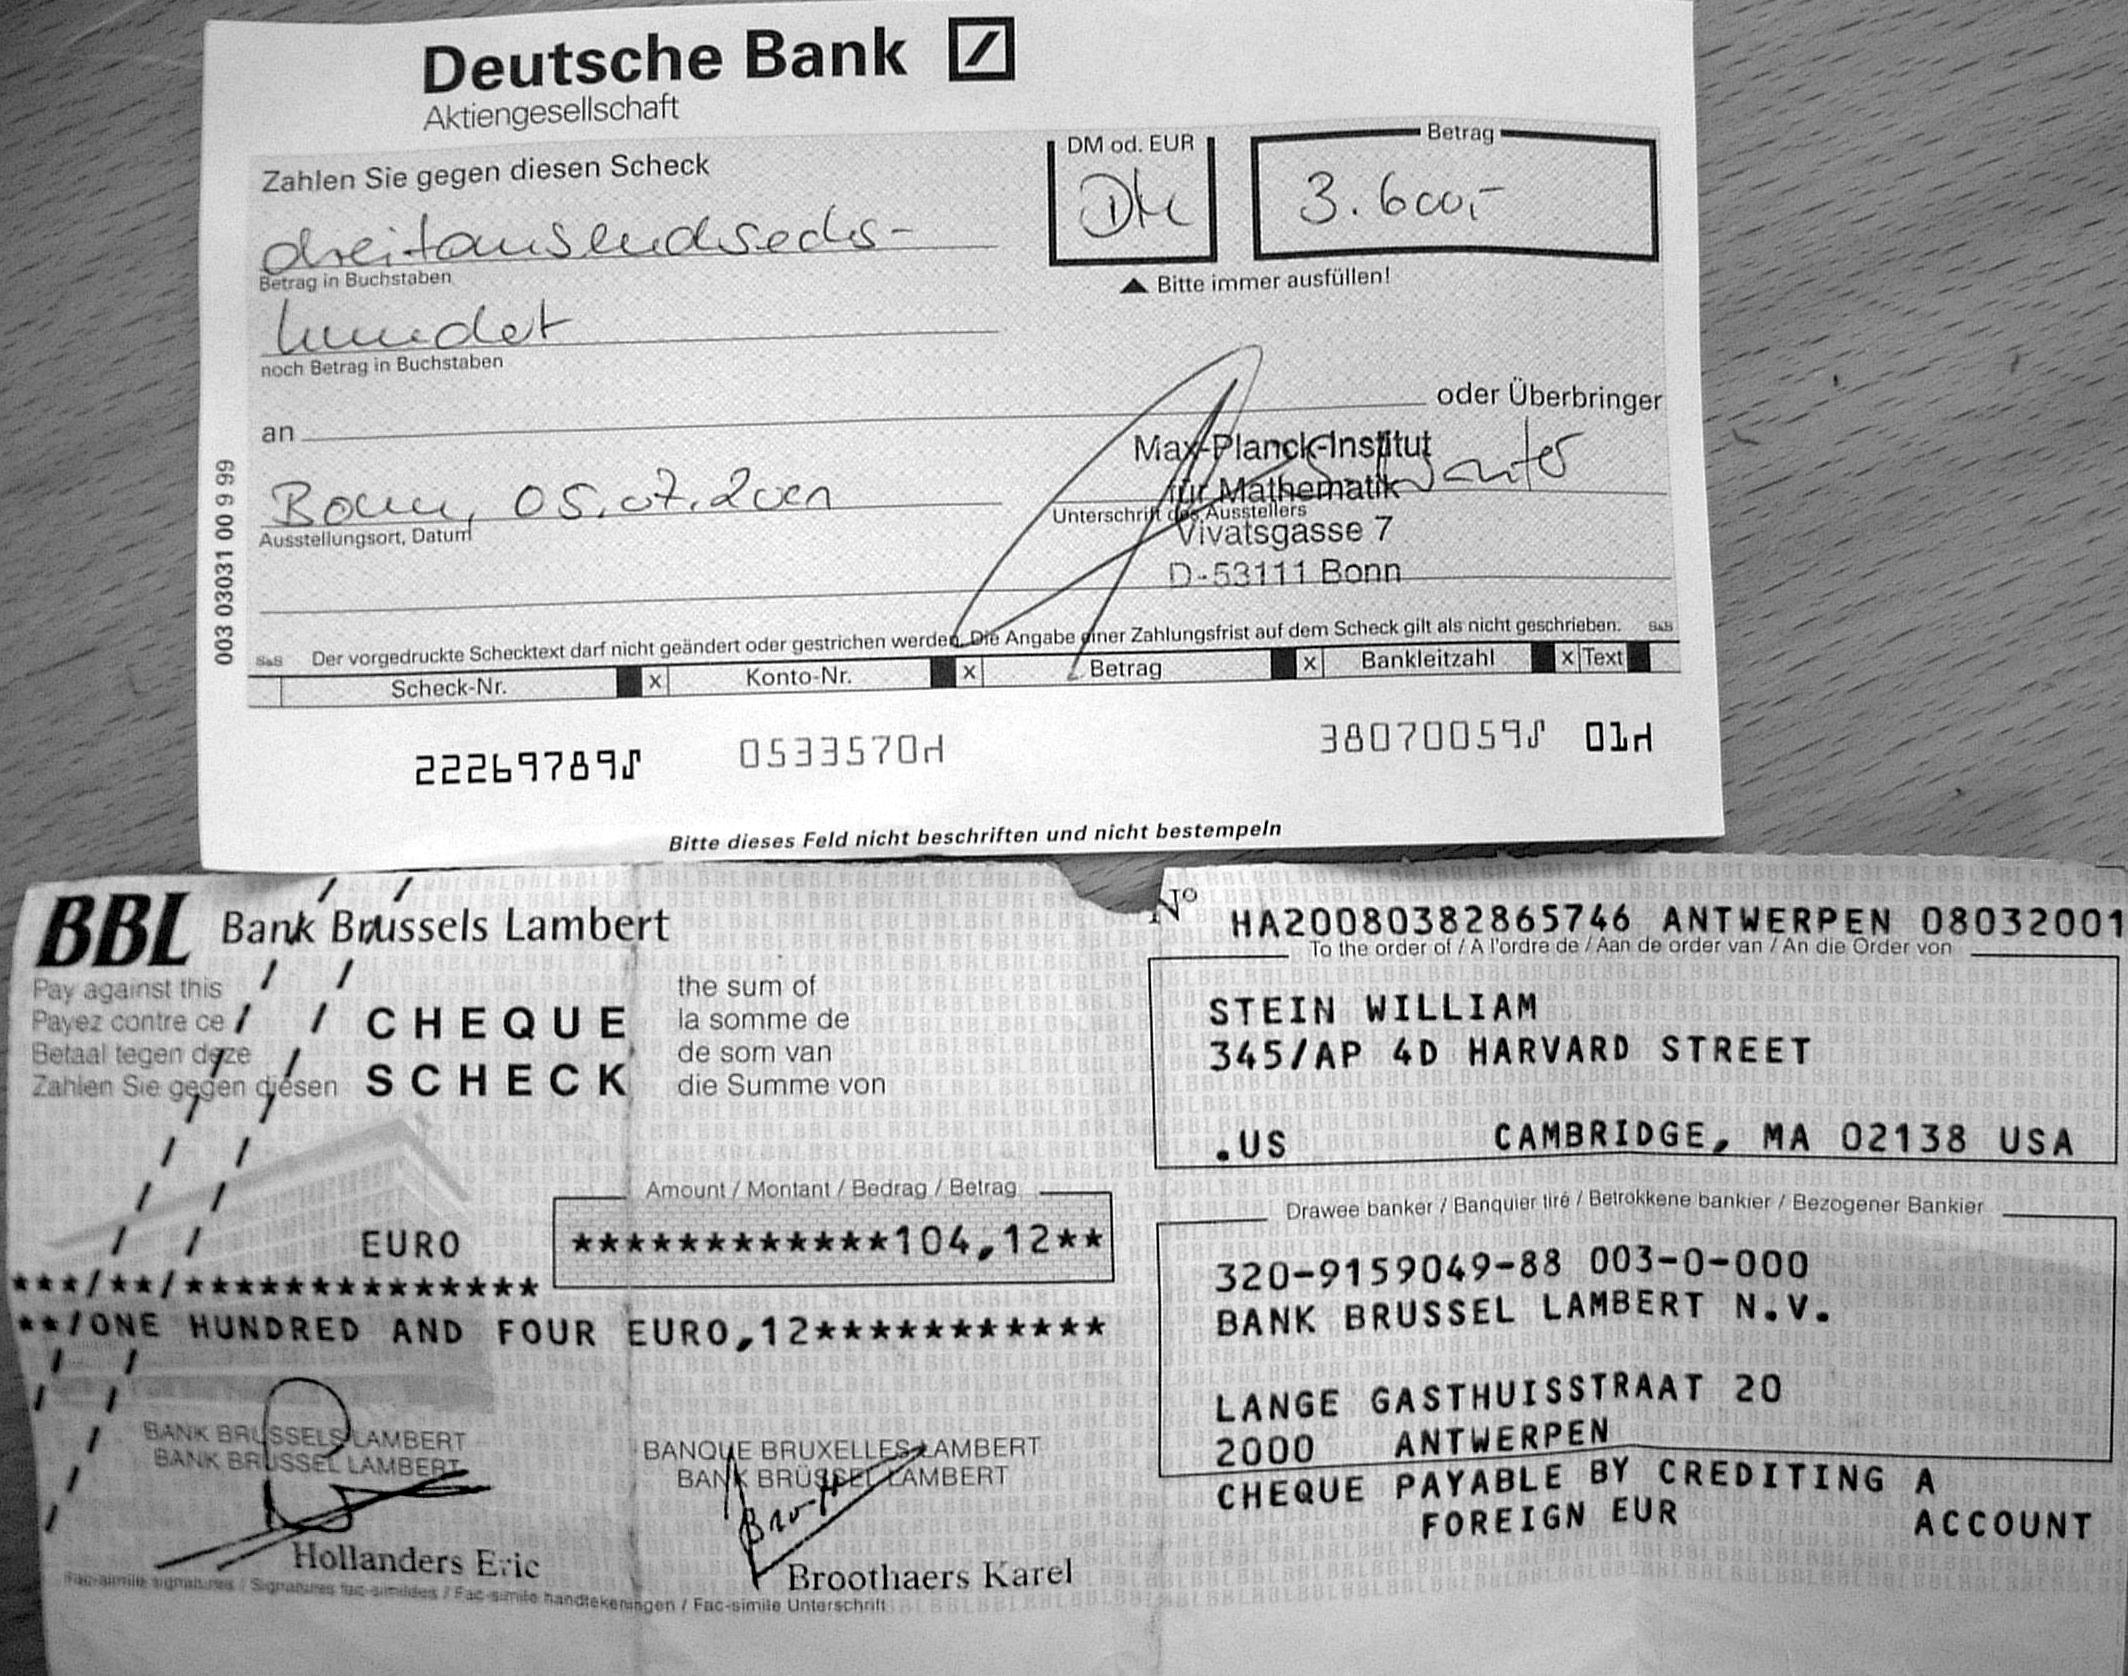 Deutsche Bank
Aktiengesellschaft
Zahlen Sie gegen diesen Scheck
DM od. EUR
Betrag
DM
3.600,-
dreitausendsechs-
Betrag in Buchstaben
Bitte immer ausfüllen!
hundert
noch Betrag in Buchstaben
oder Überbringer
an
Max-Planck-Institut
für Mathematik
Bonn, 05.07.2001
Unterschrift des Ausstellers
Ausstellungsort, Datum
Vivatsgasse 7
D-53111 Bonn
003 03031 00 9 99
S&S Der vorgedruckte Schecktext darf nicht geändert oder gestrichen werden. Die Angabe einer Zahlungsfrist auf dem Scheck gilt als nicht geschrieben. S&S
Scheck-Nr. X Konto-Nr. X Betrag X Bankleitzahl X Text
22269789⑀ 0533570⑁ 38070059⑀ 01⑁
Bitte dieses Feld nicht beschriften und nicht bestempeln
BBL Bank Brussels Lambert
No HA20080382865746 ANTWERPEN 08032001
To the order of / A l'ordre de / Aan de order van / An die Order von
Pay against this
Payez contre ce
Betaal tegen deze
Zahlen Sie gegen diesen
CHEQUE
SCHECK
the sum of
la somme de
de som van
die Summe von
STEIN WILLIAM
345/AP 4D HARVARD STREET
.US CAMBRIDGE, MA 02138 USA
Amount / Montant / Bedrag / Betrag
EURO ************104,12**
***/**/*************
**/ONE HUNDRED AND FOUR EURO,12***********
Drawee banker / Banquier tiré / Betrokkene bankier / Bezogener Bankier
320-9159049-88 003-0-000
BANK BRUSSEL LAMBERT N.V.
LANGE GASTHUISSTRAAT 20
2000 ANTWERPEN
CHEQUE PAYABLE BY CREDITING A
FOREIGN EUR ACCOUNT
BANK BRUSSELS LAMBERT
BANK BRUSSEL LAMBERT
BANQUE BRUXELLES LAMBERT
BANK BRÜSSEL LAMBERT
Hollanders Eric
Broothaers Karel
Fac-simile signatures / Signatures fac-similées / Fac-simile handtekeningen / Fac-simile Unterschrift